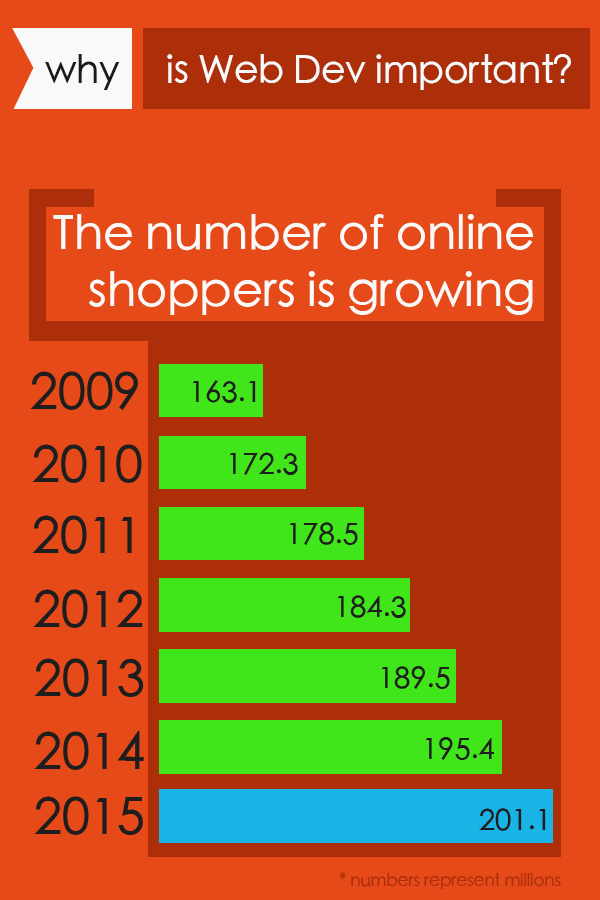 why is Web Dev important?
The number of online
shoppers is growing
2009 163.1
2010 172.3
2011 178.5
2012 184.3
2013 189.5
2014 195.4
2015 201.1
* numbers represent millions